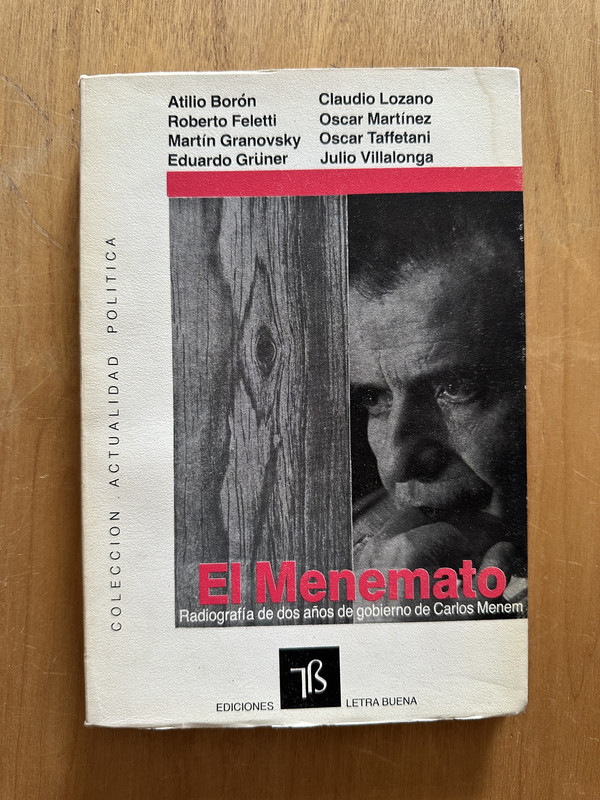 Atilio Borón
Roberto Feletti
Martín Granovsky
Eduardo Grüner
Claudio Lozano
Oscar Martínez
Oscar Taffetani
Julio Villalonga
COLECCION . ACTUALIDAD POLITICA
El Menemato
Radiografía de dos años de gobierno de Carlos Menem
EDICIONES LETRA BUENA